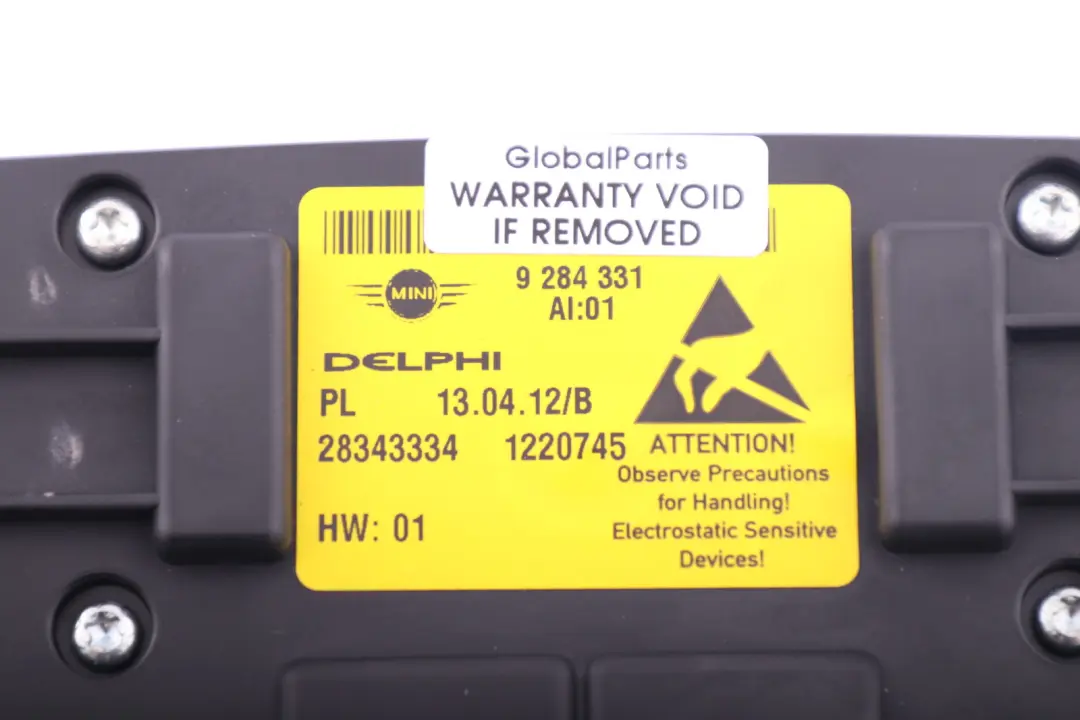 GlobalParts
WARRANTY VOID
IF REMOVED
MINI
9 284 331
AI:01
DELPHI
PL 13.04.12/B
28343334 1220745
HW: 01
ATTENTION!
Observe Precautions
for Handling!
Electrostatic Sensitive
Devices!